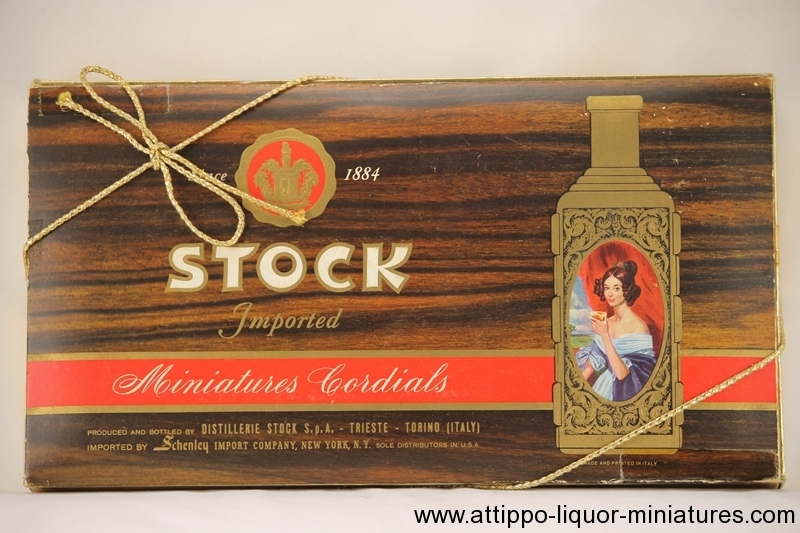 1884
STOCK
Imported
Miniatures Cordials
PRODUCED AND BOTTLED BY DISTILLERIE STOCK S.p.A. - TRIESTE - TORINO (ITALY)
IMPORTED BY Schenley IMPORT COMPANY, NEW YORK, N.Y. SOLE DISTRIBUTORS IN U.S.A
MADE AND PRINTED IN ITALY
www.attippo-liquor-miniatures.com